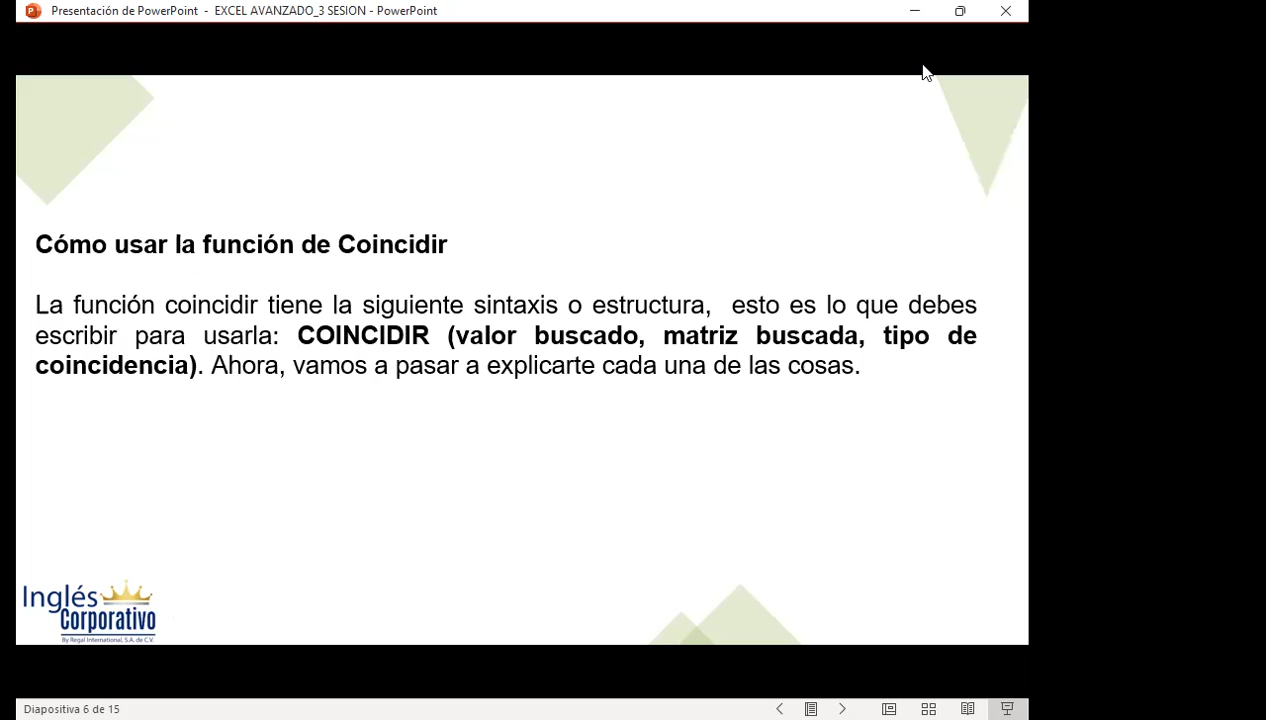 Presentación de PowerPoint - EXCEL AVANZADO_3 SESION - PowerPoint
Cómo usar la función de Coincidir
La función coincidir tiene la siguiente sintaxis o estructura, esto es lo que debes
escribir para usarla: COINCIDIR (valor buscado, matriz buscada, tipo de
coincidencia). Ahora, vamos a pasar a explicarte cada una de las cosas.
Inglés
Corporativo
By Regal International, S.A. de C.V.
Diapositiva 6 de 15